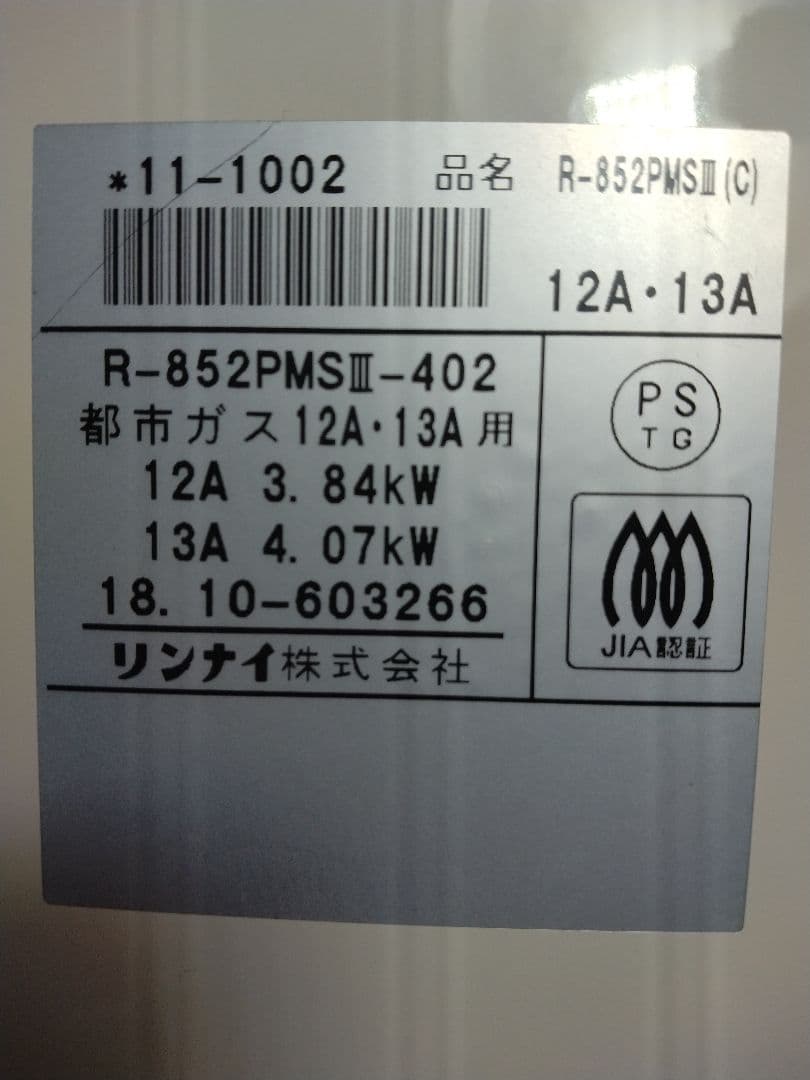 *11-1002
品名 R-852PMSⅢ(C)
12A・13A
R-852PMSⅢ-402
都市ガス12A・13A用
12A 3.84kW
13A 4.07kW
18.10-603266
リンナイ株式会社
PS
TG
JIA認証